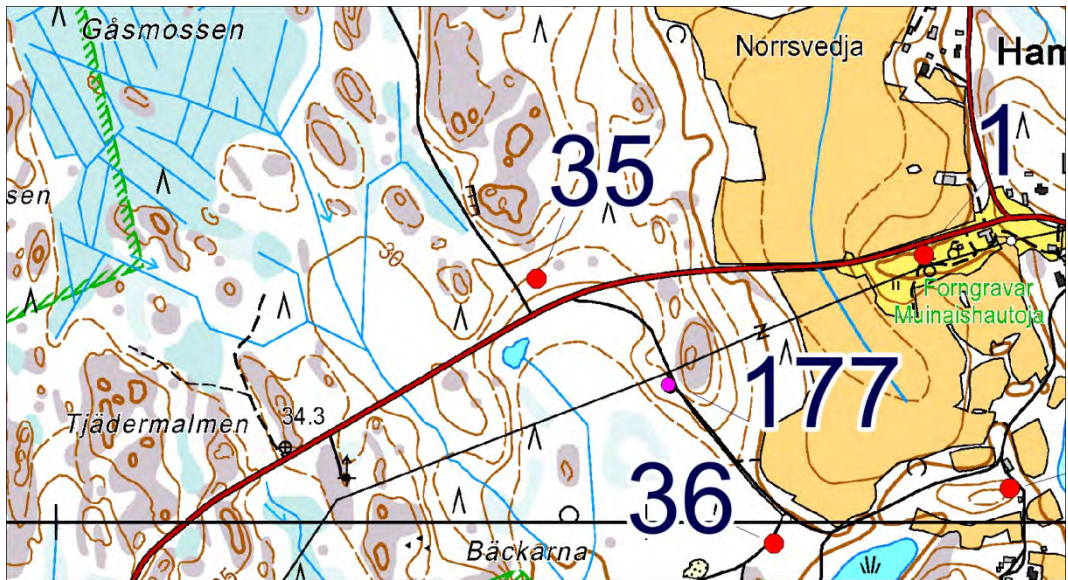 Gåsmossen
Norrsvedja
Ham
1
35
sen
30
Forngravar
Muinaishautoja
177
34.3
Tjädermalmen
36
Bäckarna